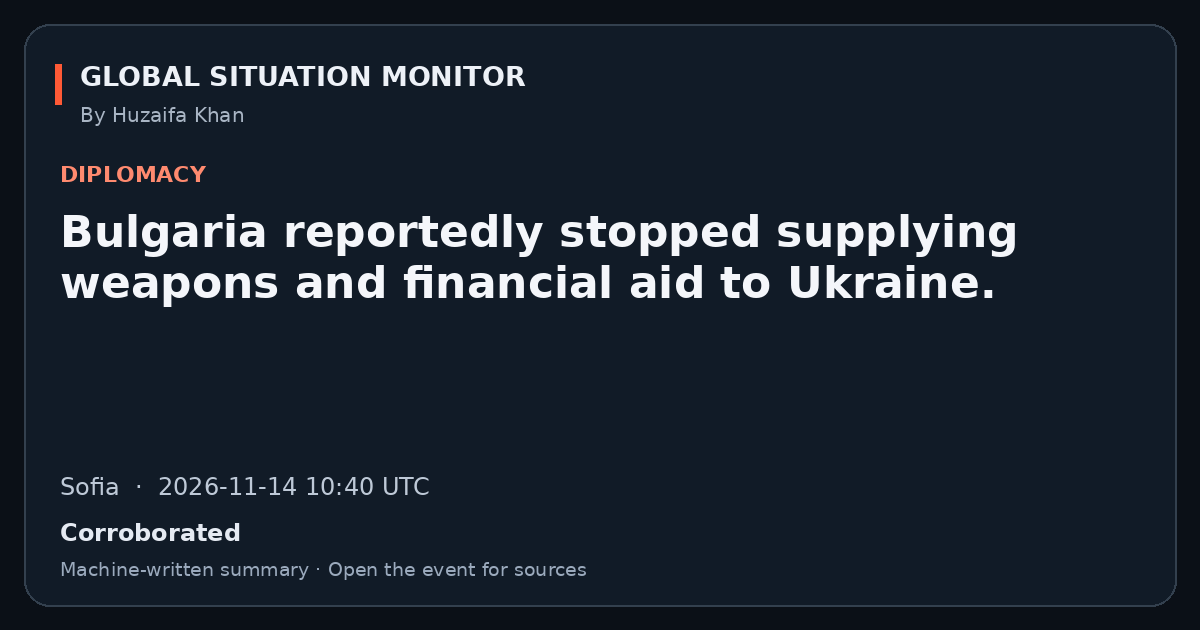 GLOBAL SITUATION MONITOR
By Huzaifa Khan
DIPLOMACY
Bulgaria reportedly stopped supplying
weapons and financial aid to Ukraine.
Sofia · 2026-11-14 10:40 UTC
Corroborated
Machine-written summary · Open the event for sources